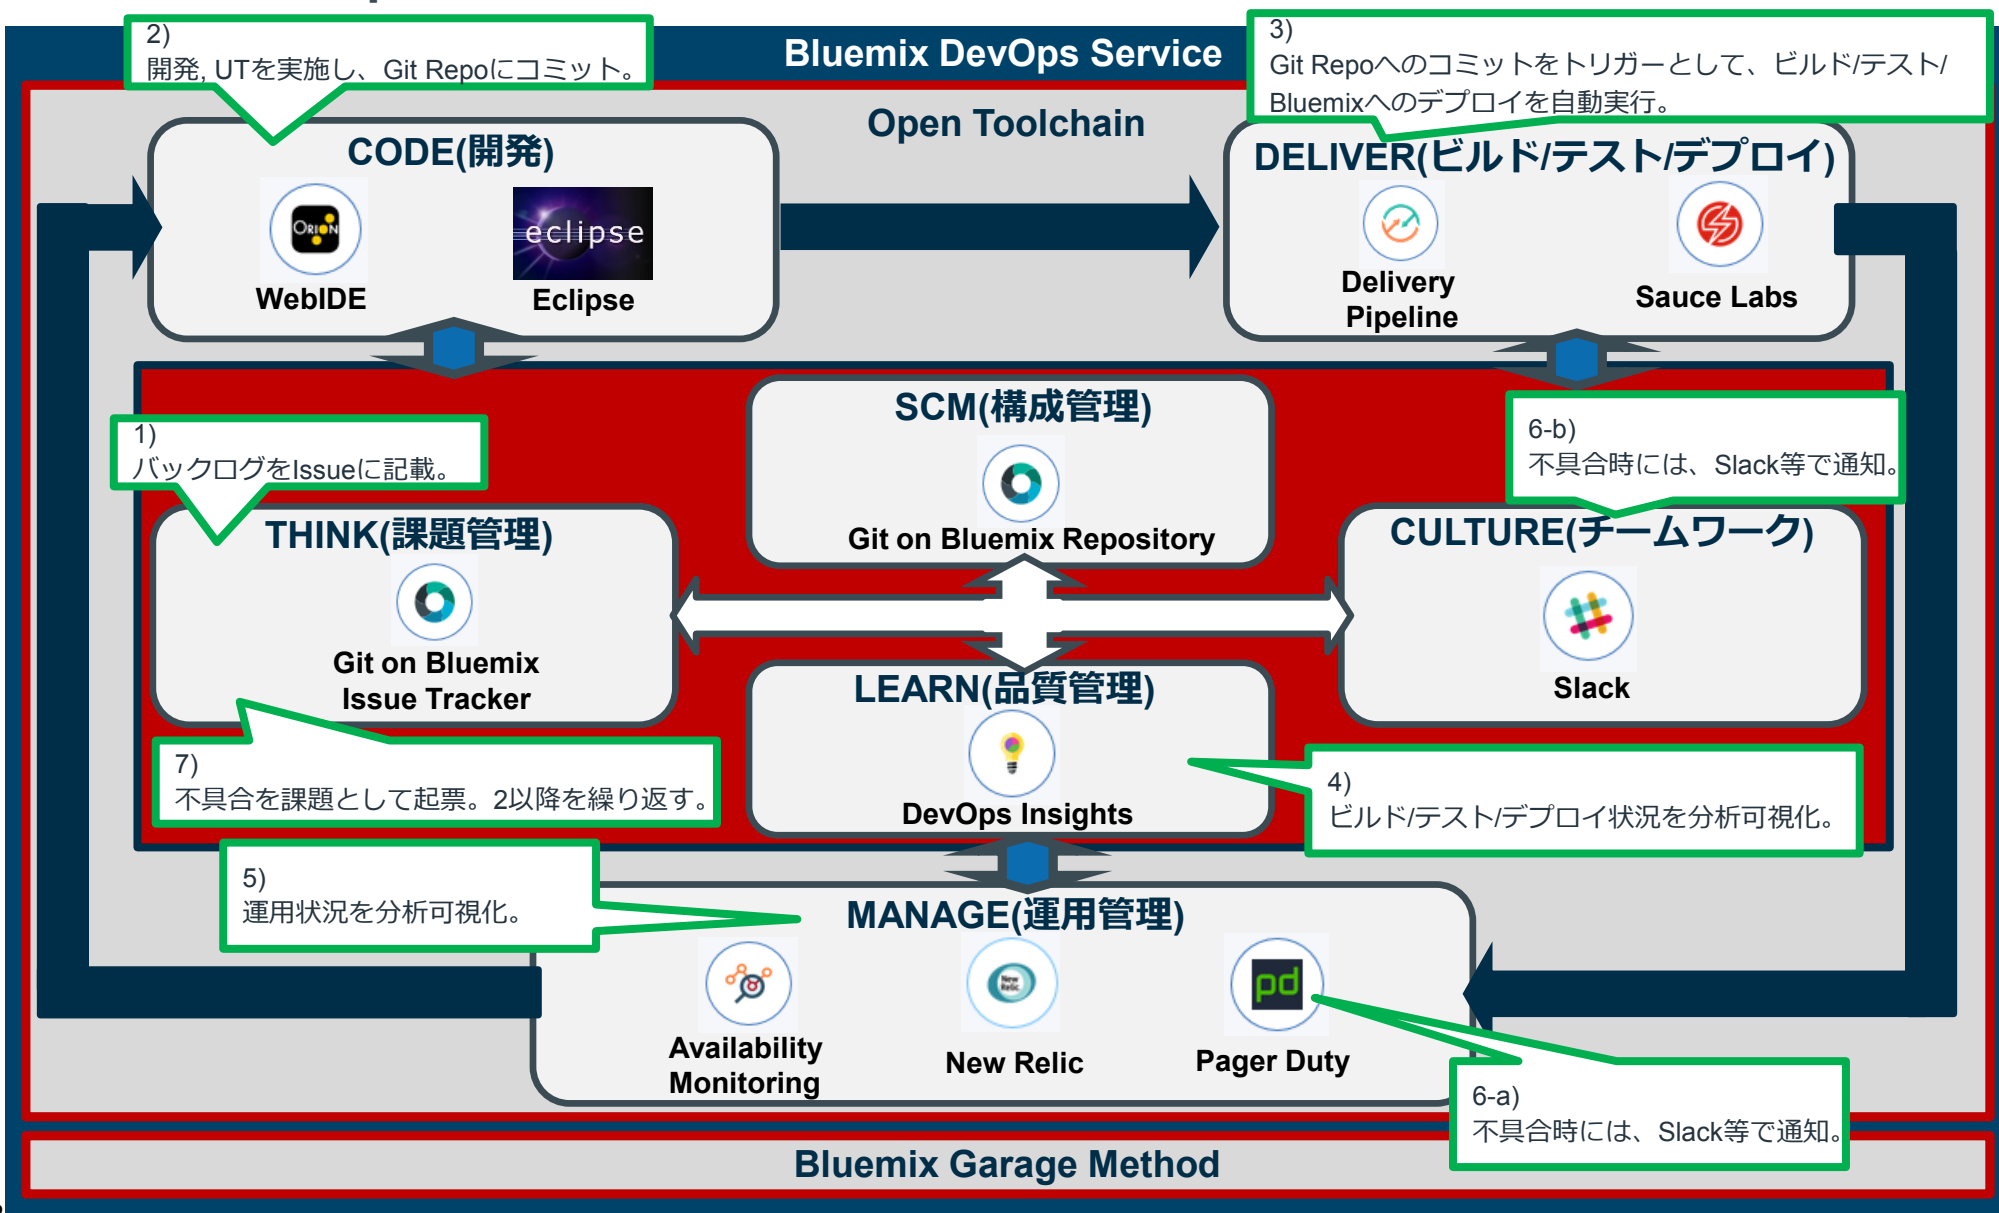 Bluemix DevOps Service
2)
開発, UTを実施し、Git Repoにコミット。
3)
Git Repoへのコミットをトリガーとして、ビルド/テスト/
Bluemixへのデプロイを自動実行。
Open Toolchain
CODE(開発)
ORION
WebIDE
eclipse
Eclipse
DELIVER(ビルド/テスト/デプロイ)
Delivery
Pipeline
Sauce Labs
SCM(構成管理)
Git on Bluemix Repository
1)
バックログをIssueに記載。
6-b)
不具合時には、Slack等で通知。
THINK(課題管理)
Git on Bluemix
Issue Tracker
CULTURE(チームワーク)
Slack
LEARN(品質管理)
DevOps Insights
7)
不具合を課題として起票。2以降を繰り返す。
4)
ビルド/テスト/デプロイ状況を分析可視化。
5)
運用状況を分析可視化。
MANAGE(運用管理)
Availability
Monitoring
New
Relic
New Relic
pd
Pager Duty
6-a)
不具合時には、Slack等で通知。
Bluemix Garage Method